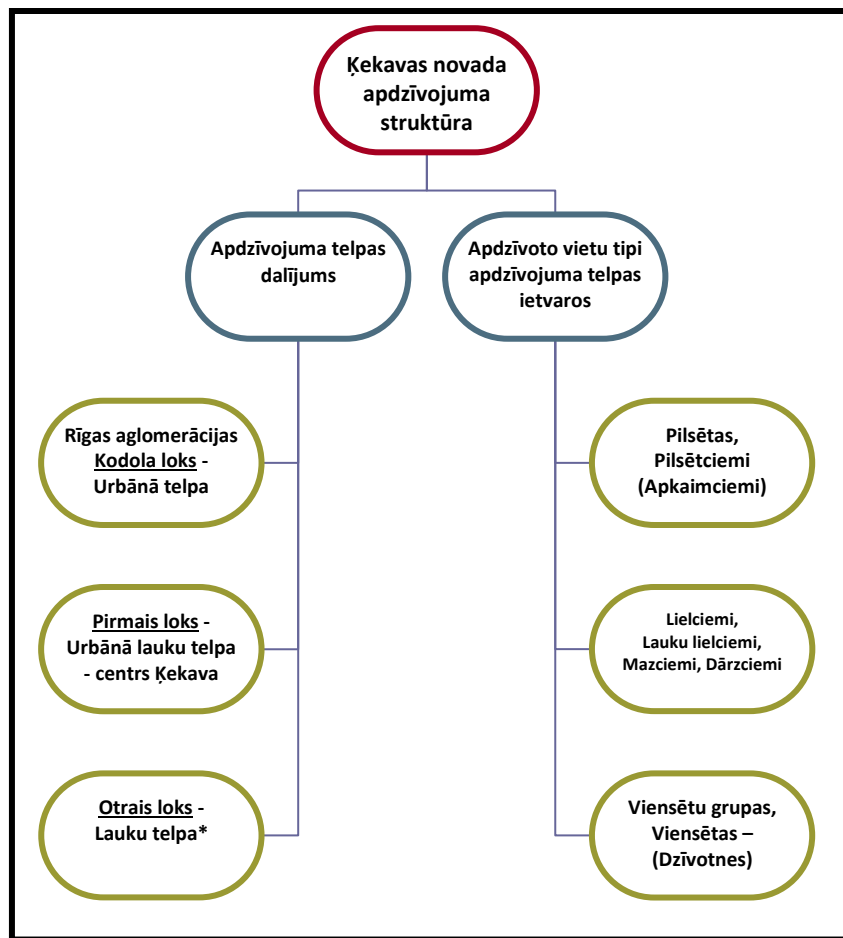 Ķekavas novada
apdzīvojuma
struktūra
Apdzīvojuma telpas
dalījums
Apdzīvoto vietu tipi
apdzīvojuma telpas
ietvaros
Rīgas aglomerācijas
Kodola loks -
Urbānā telpa
Pilsētas,
Pilsētciemi
(Apkaimciemi)
Pirmais loks -
Urbānā lauku telpa
- centrs Ķekava
Lielciemi,
Lauku lielciemi,
Mazciemi, Dārzciemi
Otrais loks -
Lauku telpa*
Viensētu grupas,
Viensētas –
(Dzīvotnes)